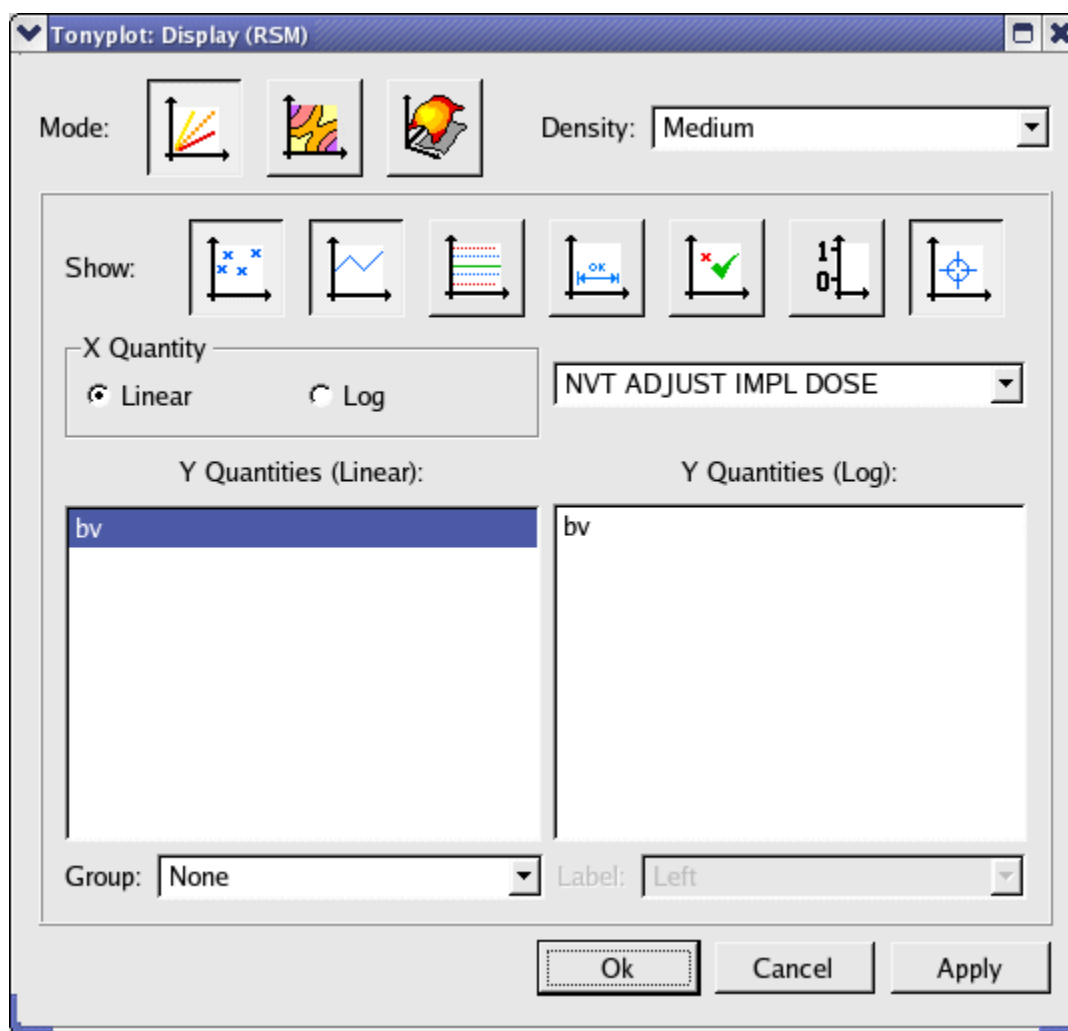 Tonyplot: Display (RSM)
Mode:
Density: Medium
Show:
OK
1
0
X Quantity
Linear
Log
NVT ADJUST IMPL DOSE
Y Quantities (Linear):
Y Quantities (Log):
bv
bv
Group: None
Label: Left
Ok
Cancel
Apply